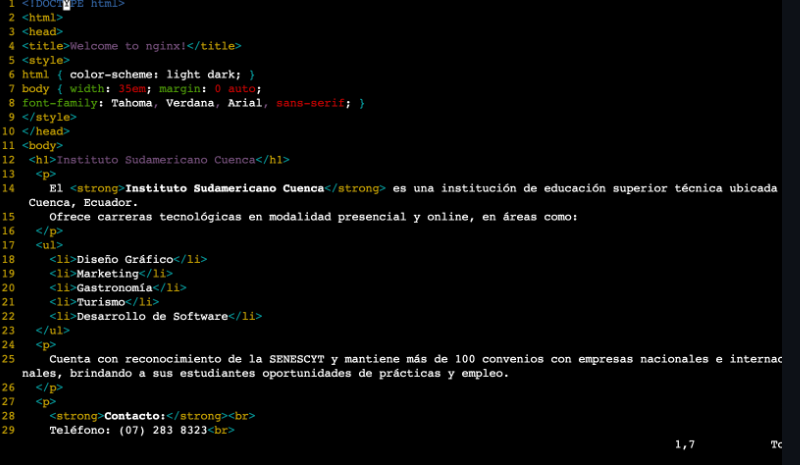 1 <!DOCTYPE html>
2 <html>
3 <head>
4 <title>Welcome to nginx!</title>
5 <style>
6 html { color-scheme: light dark; }
7 body { width: 35em; margin: 0 auto;
8 font-family: Tahoma, Verdana, Arial, sans-serif; }
9 </style>
10 </head>
11 <body>
12 <h1>Instituto Sudamericano Cuenca</h1>
13 <p>
14 El <strong>Instituto Sudamericano Cuenca</strong> es una institución de educación superior técnica ubicada
Cuenca, Ecuador.
15 Ofrece carreras tecnológicas en modalidad presencial y online, en áreas como:
16 </p>
17 <ul>
18 <li>Diseño Gráfico</li>
19 <li>Marketing</li>
20 <li>Gastronomía</li>
21 <li>Turismo</li>
22 <li>Desarrollo de Software</li>
23 </ul>
24 <p>
25 Cuenta con reconocimiento de la SENESCYT y mantiene más de 100 convenios con empresas nacionales e internac
nales, brindando a sus estudiantes oportunidades de prácticas y empleo.
26 </p>
27 <p>
28 <strong>Contacto:</strong><br>
29 Teléfono: (07) 283 8323<br>
1,7 To